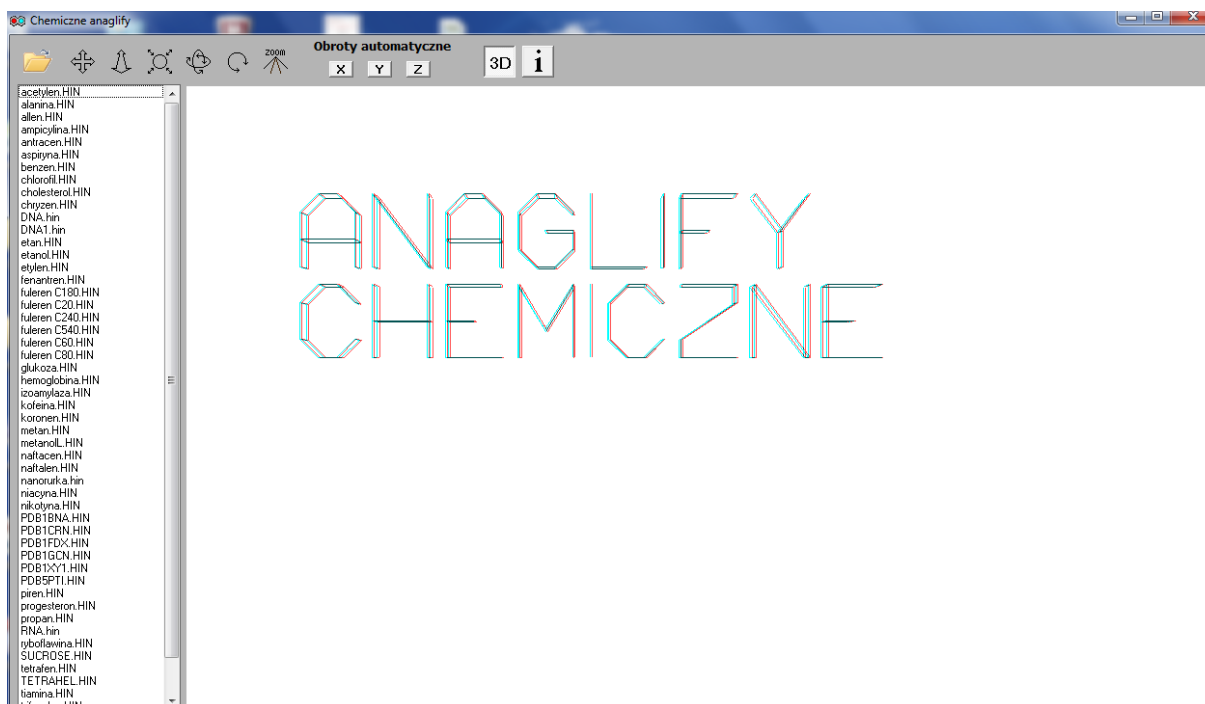 Chemiczne anaglify
zoom
Obroty automatyczne
X Y Z
3D i
acetylen.HIN
alanina.HIN
allen.HIN
ampicylina.HIN
antracen.HIN
aspiryna.HIN
benzen.HIN
chlorofil.HIN
cholesterol.HIN
chryzen.HIN
DNA.hin
DNA1.hin
etan.HIN
etanol.HIN
etylen.HIN
fenantren.HIN
fuleren C180.HIN
fuleren C20.HIN
fuleren C240.HIN
fuleren C540.HIN
fuleren C60.HIN
fuleren C80.HIN
glukoza.HIN
hemoglobina.HIN
izoamylaza.HIN
kofeina.HIN
koronen.HIN
metan.HIN
metanolL.HIN
naftacen.HIN
naftalen.HIN
nanorurka.hin
niacyna.HIN
nikotyna.HIN
PDB1BNA.HIN
PDB1CRN.HIN
PDB1FDX.HIN
PDB1GCN.HIN
PDB1XY1.HIN
PDB5PTI.HIN
piren.HIN
progesteron.HIN
propan.HIN
RNA.hin
ryboflawina.HIN
SUCROSE.HIN
tetrafen.HIN
TETRAHEL.HIN
tiamina.HIN
ANAGLIFY
CHEMICZNE